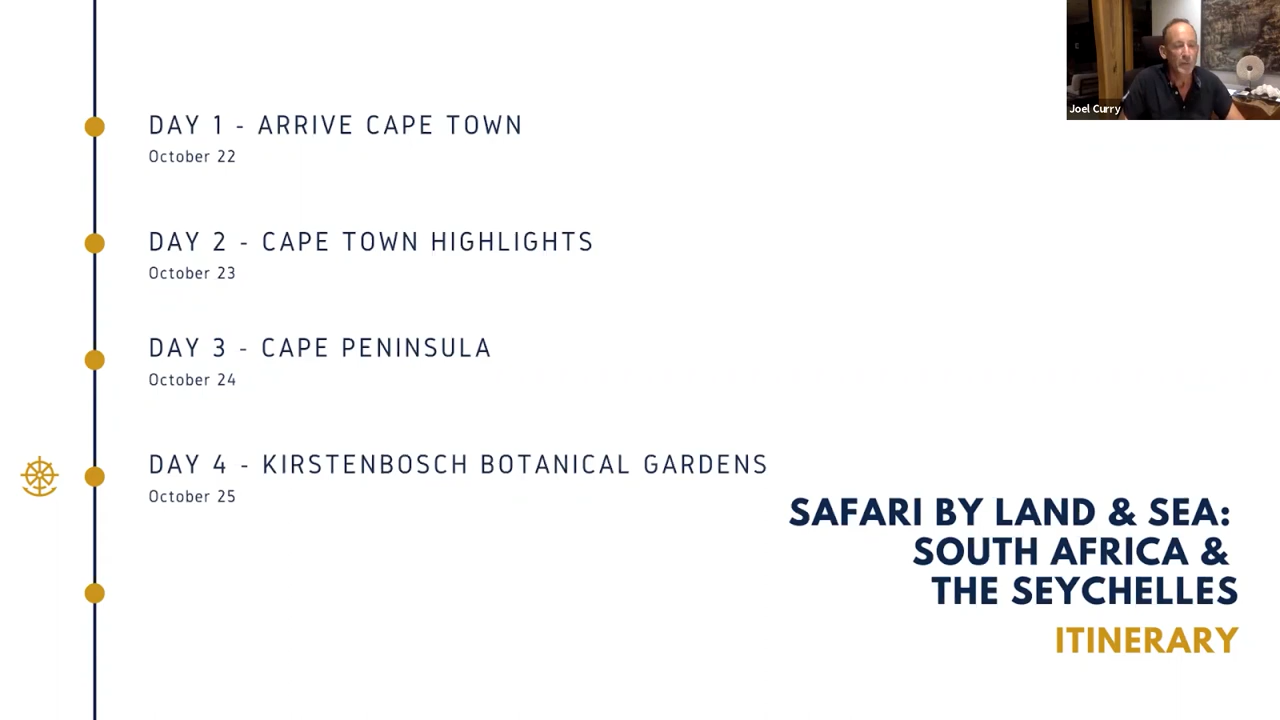 DAY 1 - ARRIVE CAPE TOWN
October 22
DAY 2 - CAPE TOWN HIGHLIGHTS
October 23
DAY 3 - CAPE PENINSULA
October 24
DAY 4 - KIRSTENBOSCH BOTANICAL GARDENS
October 25
SAFARI BY LAND & SEA:
SOUTH AFRICA &
THE SEYCHELLES
ITINERARY
Joel Curry